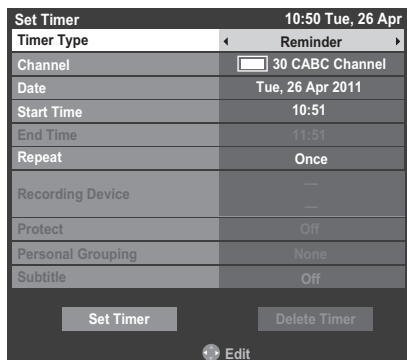 Set Timer 10:50 Tue, 26 Apr
Timer Type Reminder
Channel 30 CABC Channel
Date Tue, 26 Apr 2011
Start Time 10:51
End Time 11:51
Repeat Once
Recording Device —
—
Protect Off
Personal Grouping None
Subtitle Off
Set Timer Delete Timer
Edit